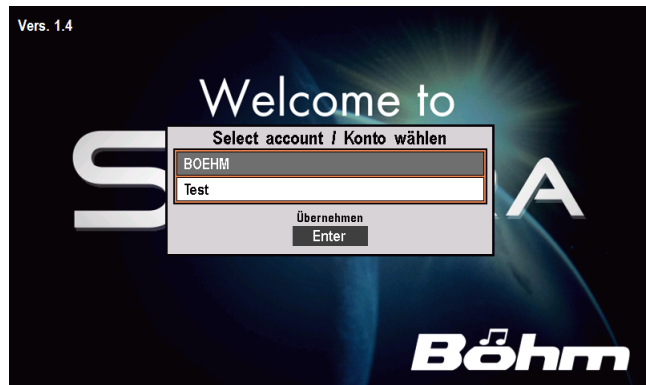 Vers. 1.4
Welcome to
Select account / Konto wählen
BOEHM
Test
Übernehmen
Enter
Böhm